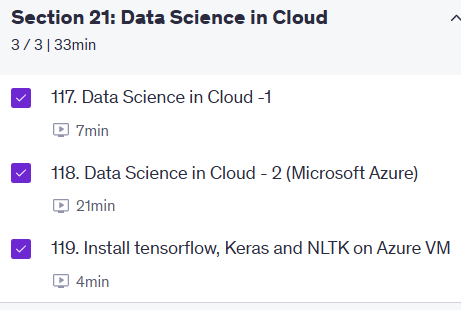 Section 21: Data Science in Cloud
3 / 3 | 33min
117. Data Science in Cloud -1
7min
118. Data Science in Cloud - 2 (Microsoft Azure)
21min
119. Install tensorflow, Keras and NLTK on Azure VM
4min